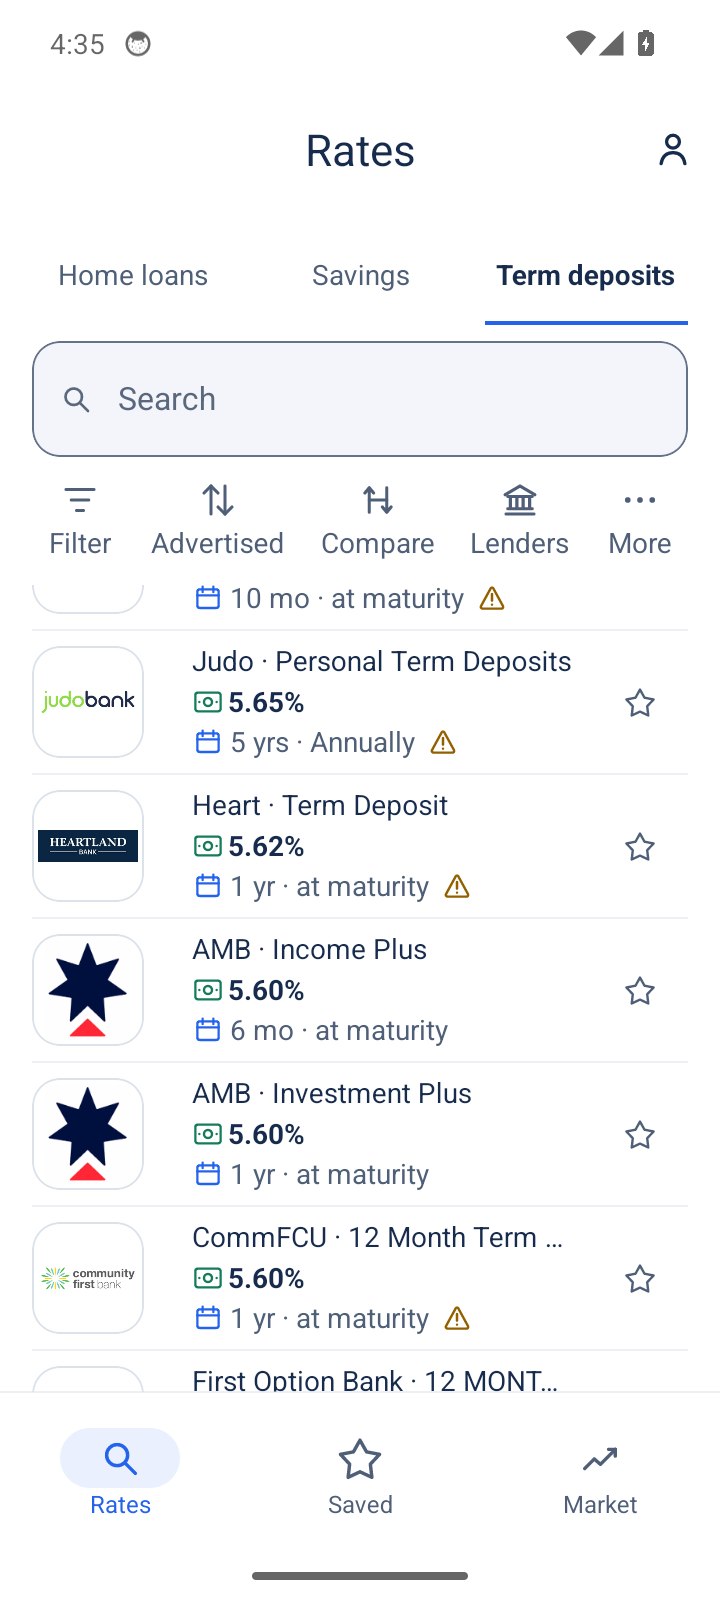 4:35
Rates
Home loans
Savings
Term deposits
Search
Filter
Advertised
Compare
Lenders
More
10 mo · at maturity
judobank
Judo · Personal Term Deposits
5.65%
5 yrs · Annually
HEARTLAND
BANK
Heart · Term Deposit
5.62%
1 yr · at maturity
AMB · Income Plus
5.60%
6 mo · at maturity
AMB · Investment Plus
5.60%
1 yr · at maturity
community
first bank
CommFCU · 12 Month Term ...
5.60%
1 yr · at maturity
First Option Bank · 12 MONT...
Rates
Saved
Market